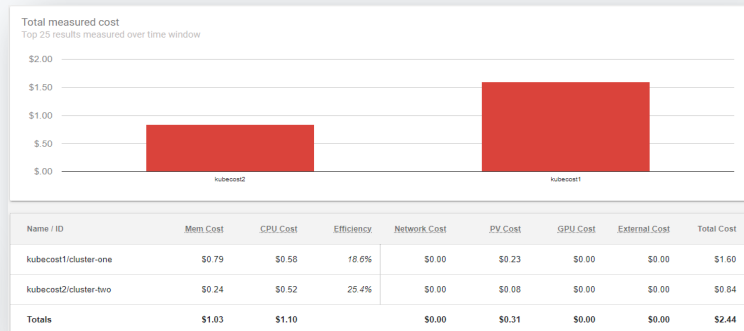 Total measured cost
Top 25 results measured over time window
$2.00
$1.50
$1.00
$.50
$.00
kubecost2 kubecost1
Name / ID Mem Cost CPU Cost Efficiency Network Cost PV Cost GPU Cost External Cost Total Cost
kubecost1/cluster-one $0.79 $0.58 18.6% $0.00 $0.23 $0.00 $0.00 $1.60
kubecost2/cluster-two $0.24 $0.52 25.4% $0.00 $0.08 $0.00 $0.00 $0.84
Totals $1.03 $1.10 $0.00 $0.31 $0.00 $0.00 $2.44